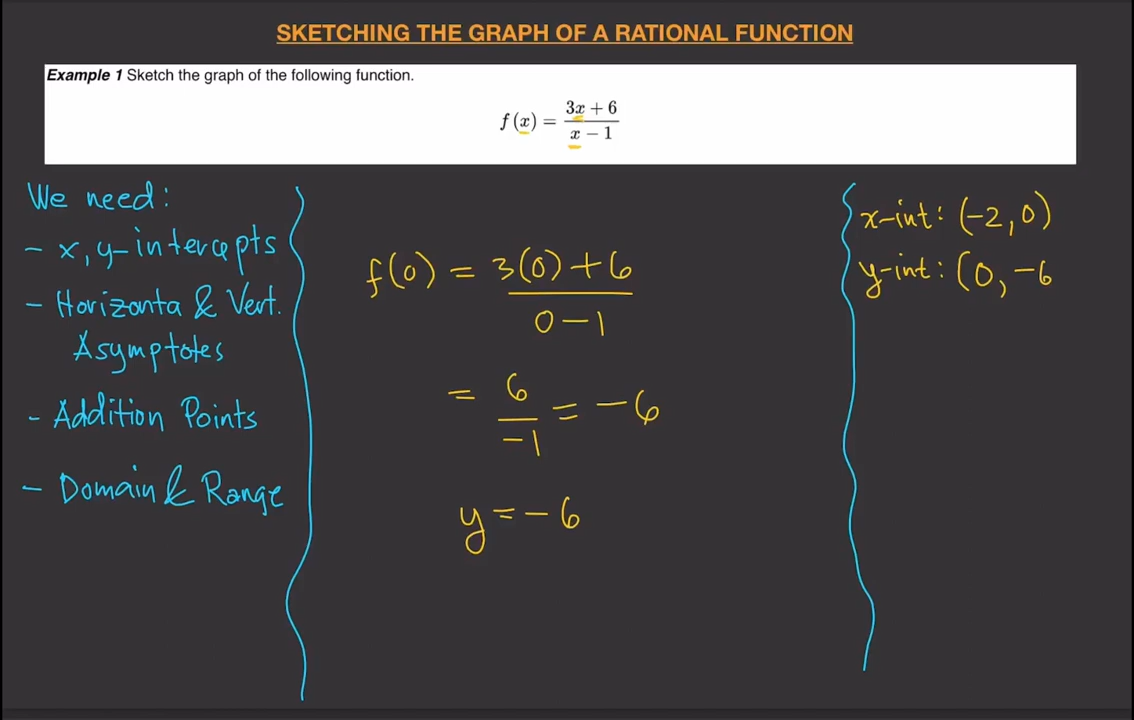 SKETCHING THE GRAPH OF A RATIONAL FUNCTION
Example 1 Sketch the graph of the following function.
f(x) = (3x + 6)/(x − 1)
We need:
- x, y-intercepts
- Horizonta & Vert.
Asymptotes
- Addition Points
- Domain & Range
f(0) = 3(0) + 6
0 − 1
= 6/−1 = −6
y = −6
x-int: (−2, 0)
y-int: (0, −6